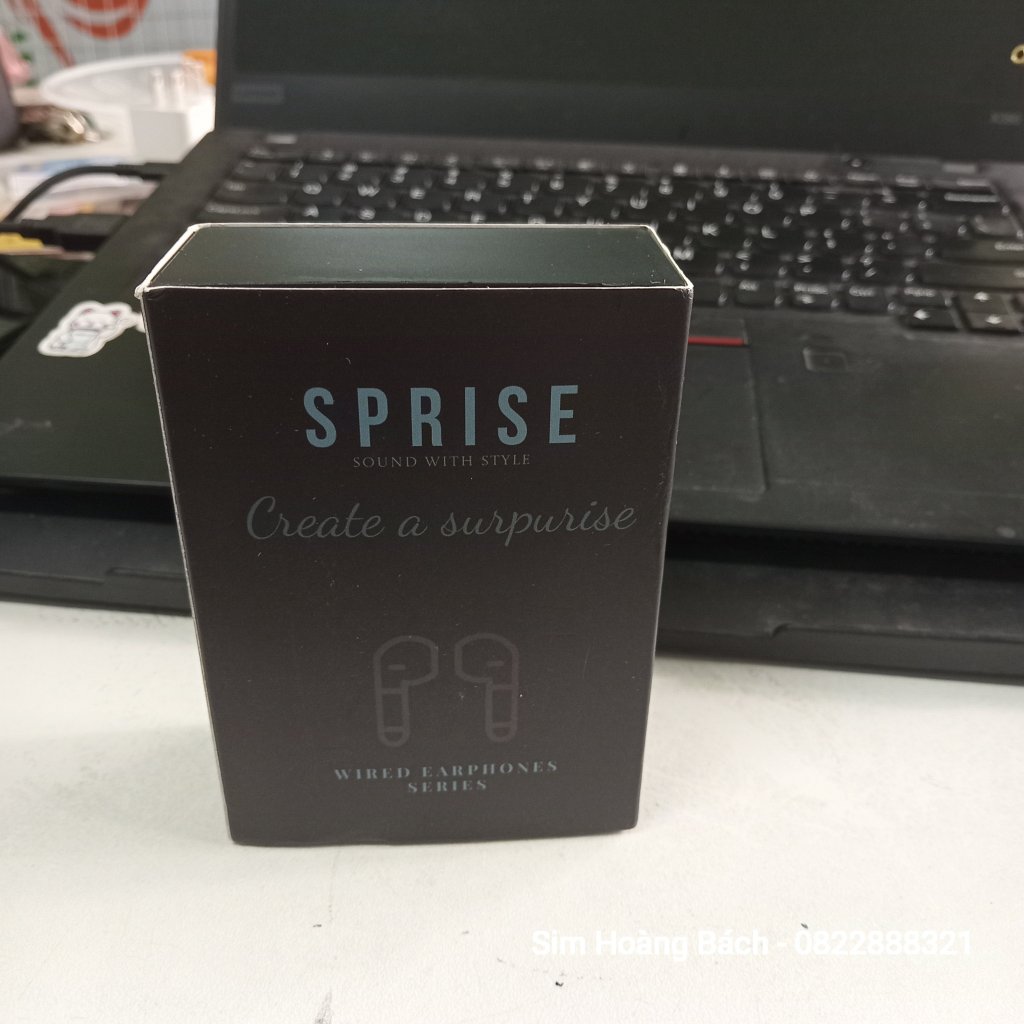 SPRISE
SOUND WITH STYLE
Create a surpurise
WIRED EARPHONES
SERIES
Sim Hoàng Bách - 0822888321